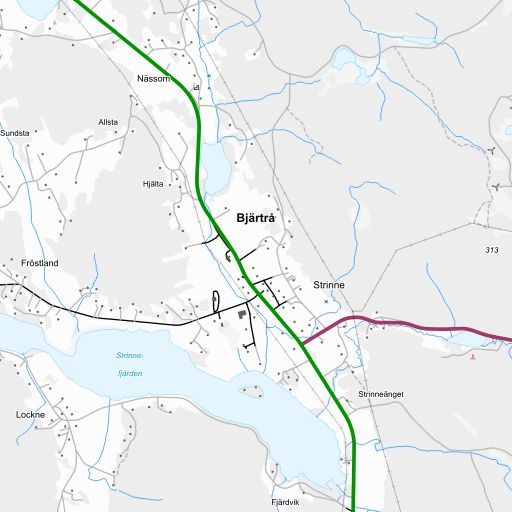 Nässom
Allsta
Sundsta
Hjälta
Bjärtrå
313
Fröstland
Strinne
Strinne-
fjärden
Strinneänget
Lockne
Fjärdvik